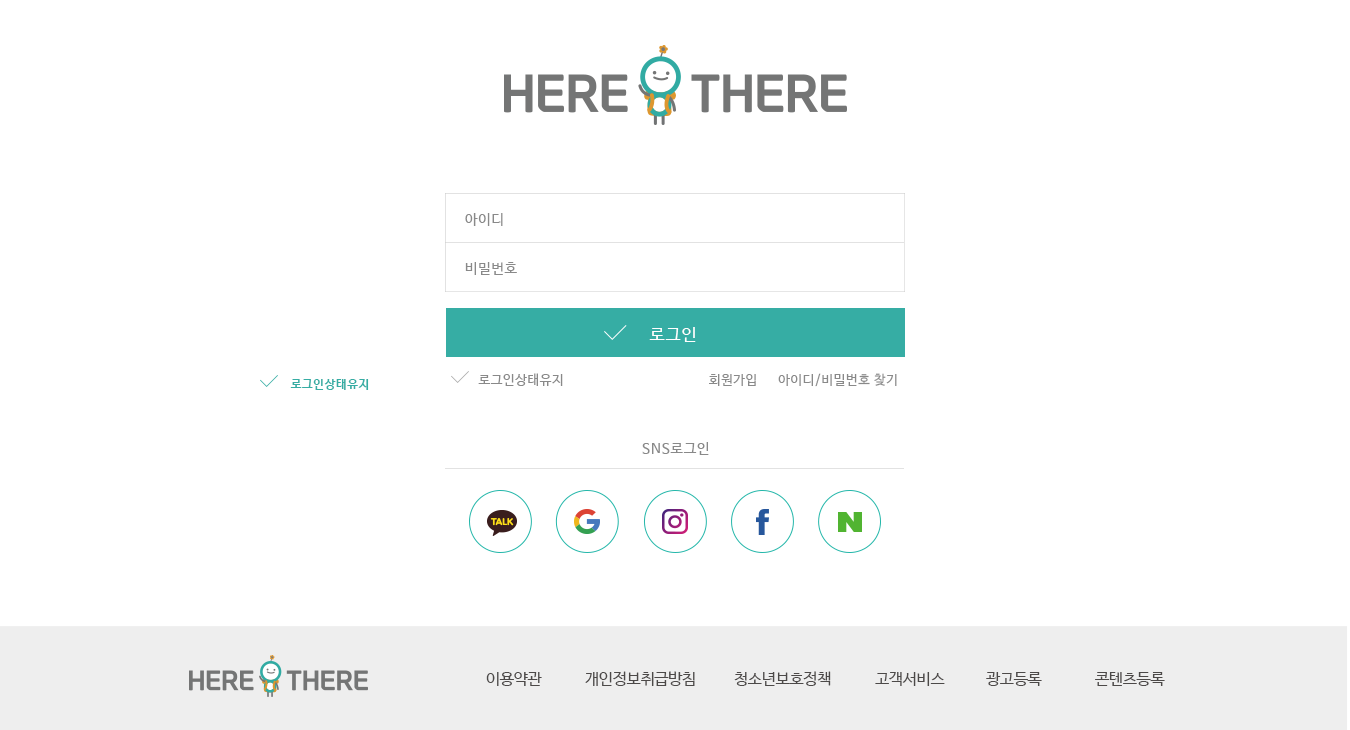 HERE THERE
아이디
비밀번호
로그인
로그인상태유지
로그인상태유지 회원가입 아이디/비밀번호 찾기
SNS로그인
TALK G f N
HERE THERE
이용약관 개인정보취급방침 청소년보호정책 고객서비스 광고등록 콘텐츠등록